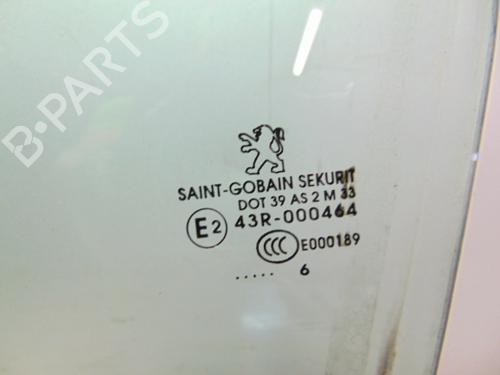 B-PARTS
SAINT-GOBAIN SEKURIT
DOT 39 AS 2 M 33
E2 43R-000464
CCC E000189
..... 6